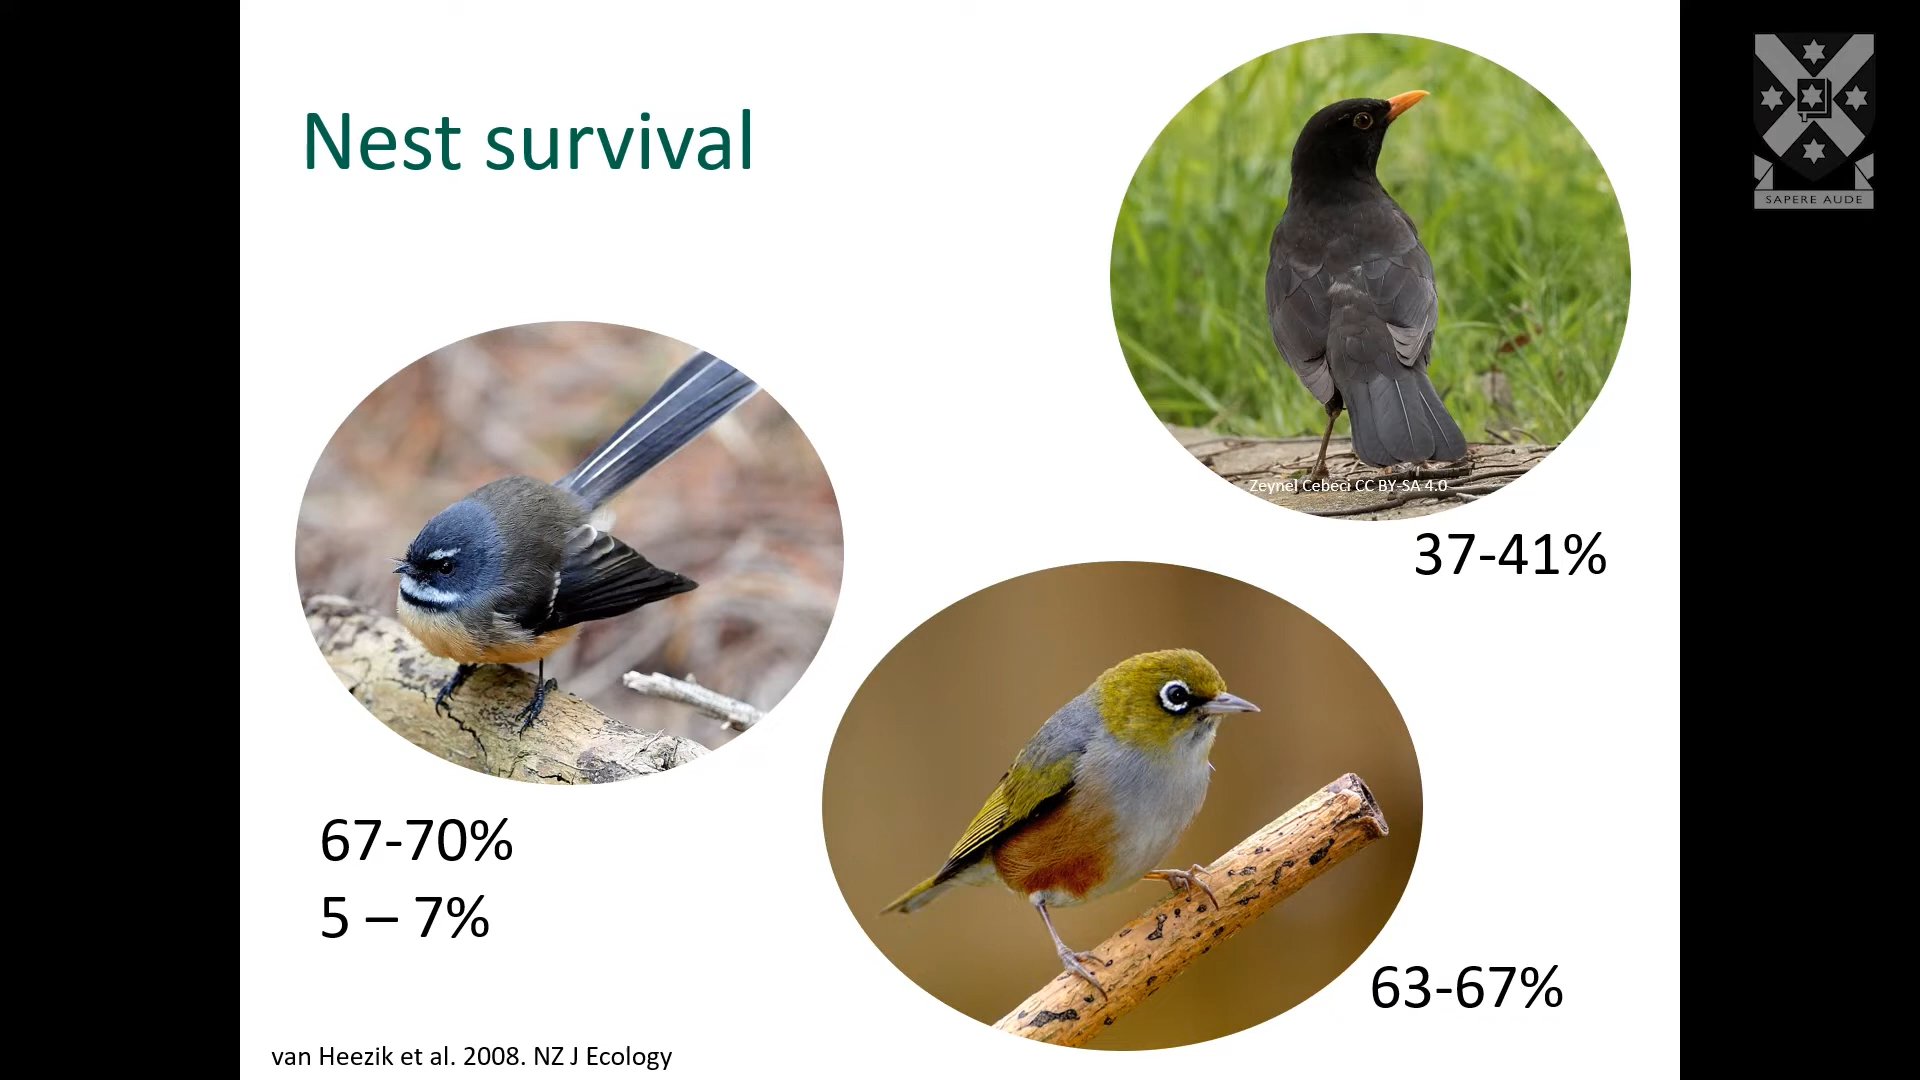 Nest survival
SAPERE AUDE
Zeynel Cebeci CC BY-SA 4.0
37-41%
67-70%
5 – 7%
63-67%
van Heezik et al. 2008. NZ J Ecology